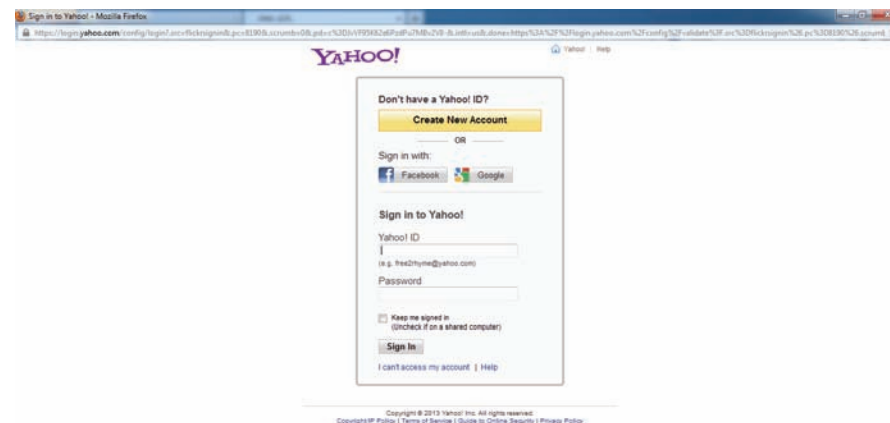 Sign in to Yahoo! - Mozilla Firefox
YAHOO!
Yahoo! | Help
Don't have a Yahoo! ID?
Create New Account
OR
Sign in with:
Facebook Google
Sign in to Yahoo!
Yahoo! ID
(e.g. free2rhyme@yahoo.com)
Password
Keep me signed in
(Uncheck if on a shared computer)
Sign In
I can't access my account | Help
Copyright © 2013 Yahoo! Inc. All rights reserved.
Copyright/IP Policy | Terms of Service | Guide to Online Security | Privacy Policy